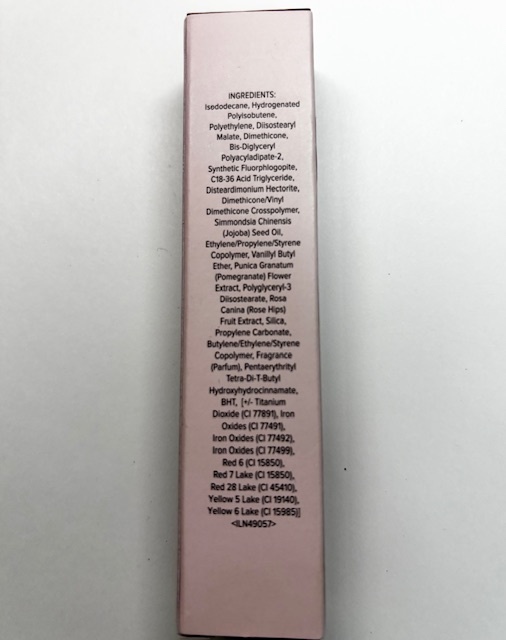 INGREDIENTS:
Isedodecane, Hydrogenated
Polyisobutene,
Polyethylene, Diisostearyl
Malate, Dimethicone,
Bis-Diglyceryl
Polyacyladipate-2,
Synthetic Fluorphlogopite,
C18-36 Acid Triglyceride,
Disteardimonium Hectorite,
Dimethicone/Vinyl
Dimethicone Crosspolymer,
Simmondsia Chinensis
(Jojoba) Seed Oil,
Ethylene/Propylene/Styrene
Copolymer, Vanillyl Butyl
Ether, Punica Granatum
(Pomegranate) Flower
Extract, Polyglyceryl-3
Diisostearate, Rosa
Canina (Rose Hips)
Fruit Extract, Silica,
Propylene Carbonate,
Butylene/Ethylene/Styrene
Copolymer, Fragrance
(Parfum), Pentaerythrityl
Tetra-Di-T-Butyl
Hydroxyhydrocinnamate,
BHT, [+/- Titanium
Dioxide (CI 77891), Iron
Oxides (CI 77491),
Iron Oxides (CI 77492),
Iron Oxides (CI 77499),
Red 6 (CI 15850),
Red 7 Lake (CI 15850),
Red 28 Lake (CI 45410),
Yellow 5 Lake (CI 19140),
Yellow 6 Lake (CI 15985)]
<ILN49057>